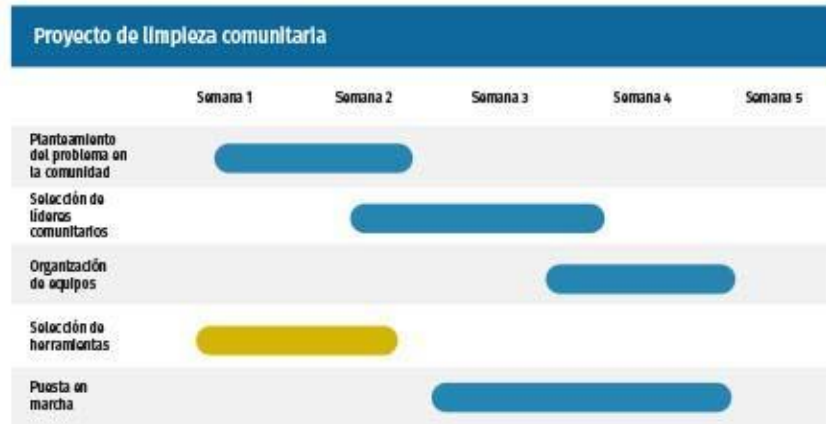 Proyecto de limpieza comunitaria
Semana 1 Semana 2 Semana 3 Semana 4 Semana 5
Planteamiento
del problema en
la comunidad
Selección de
líderes
comunitarios
Organización
de equipos
Selección de
herramientas
Puesta en
marcha